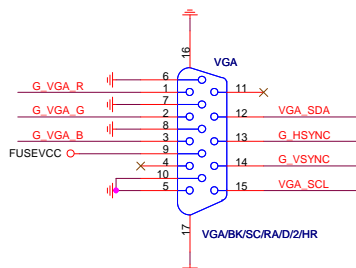 16
VGA
6
G_VGA_R
1
11
7
G_VGA_G
2
12
VGA_SDA
8
G_VGA_B
3
13
G_HSYNC
FUSEVCC
9
4
14
G_VSYNC
10
5
15
VGA_SCL
17
VGA/BK/SC/RA/D/2/HR